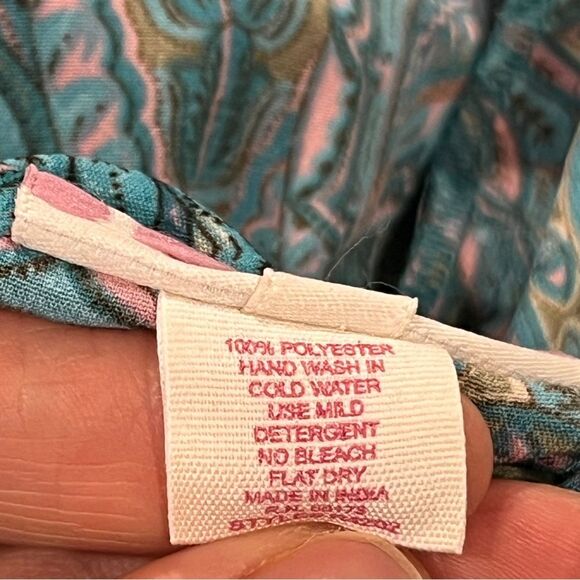 100% POLYESTER
HAND WASH IN
COLD WATER
USE MILD
DETERGENT
NO BLEACH
FLAT DRY
MADE IN INDIA